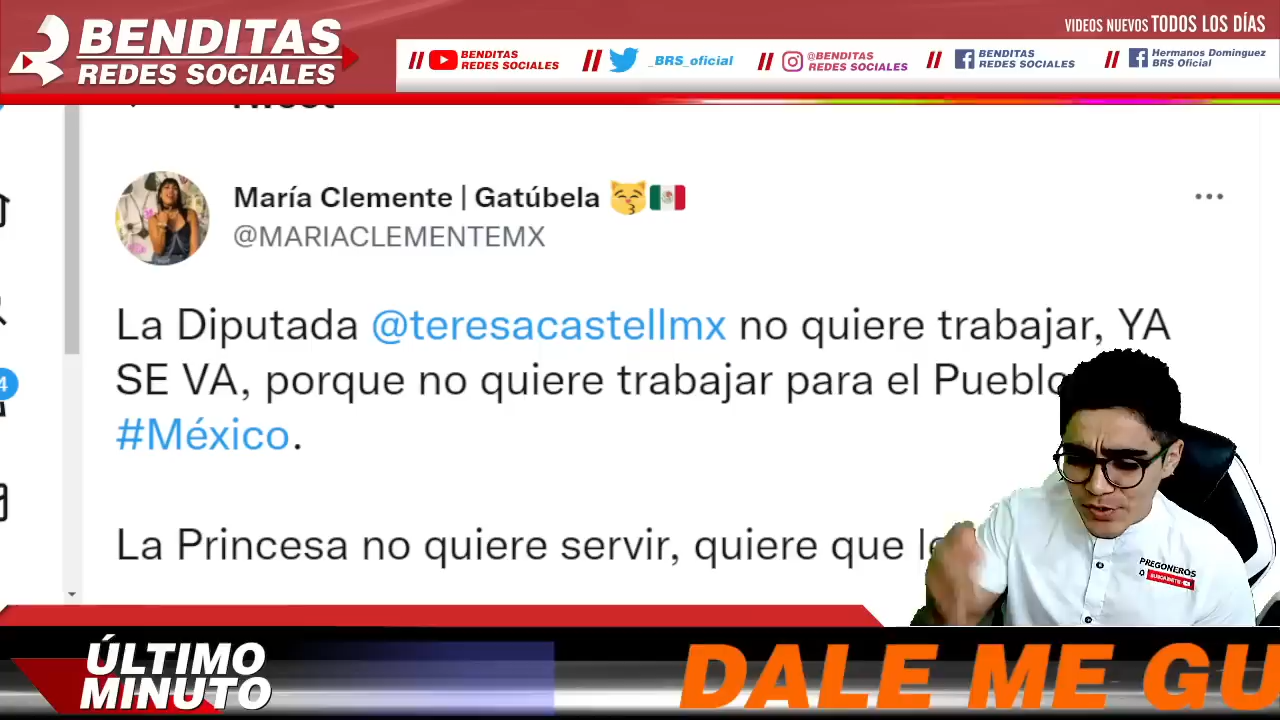 BENDITAS
REDES SOCIALES
VIDEOS NUEVOS TODOS LOS DÍAS
// BENDITAS REDES SOCIALES // _BRS_oficial // @BENDITAS REDES SOCIALES // BENDITAS REDES SOCIALES // Hermanos Dominguez BRS Oficial
María Clemente | Gatúbela 😽🇲🇽
@MARIACLEMENTEMX
La Diputada @teresacastellmx no quiere trabajar, YA
SE VA, porque no quiere trabajar para el Pueblo
#México.
La Princesa no quiere servir, quiere que
PREGONEROS
ÚLTIMO
MINUTO
DALE ME GU